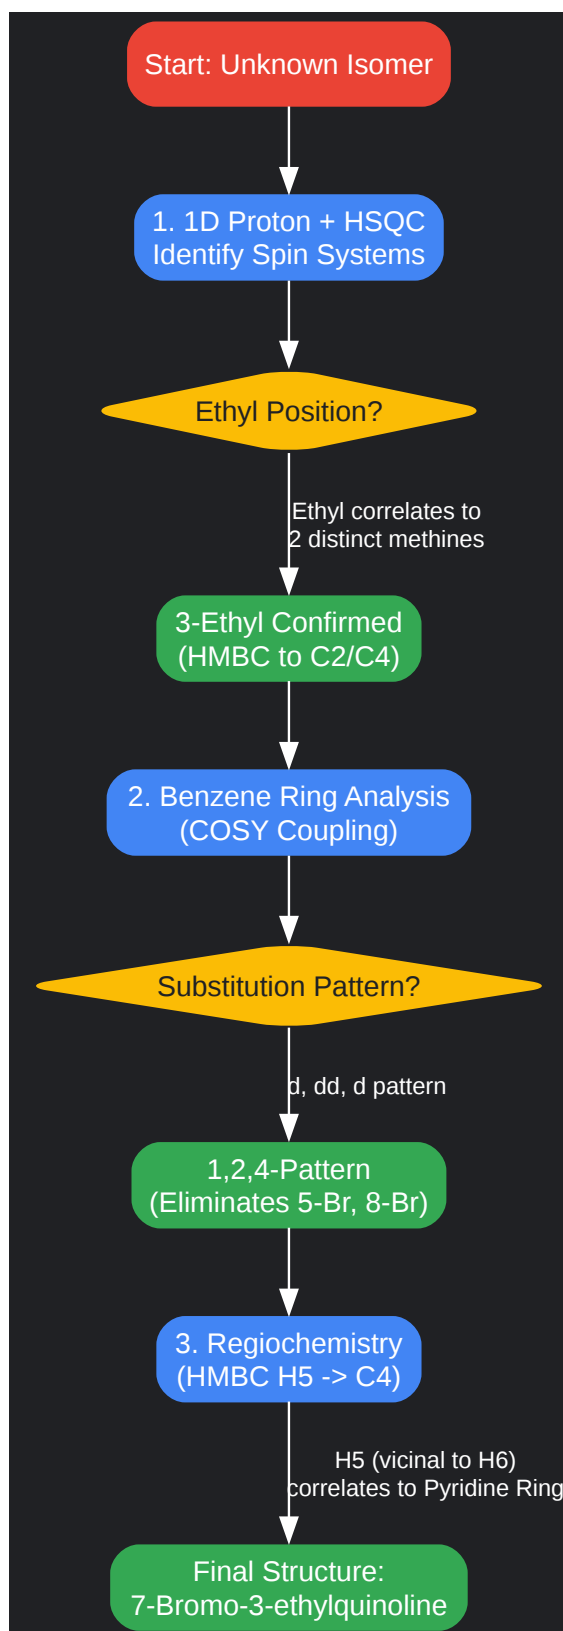 Start: Unknown Isomer
1. 1D Proton + HSQC
Identify Spin Systems
Ethyl Position?
Ethyl correlates to
2 distinct methines
3-Ethyl Confirmed
(HMBC to C2/C4)
2. Benzene Ring Analysis
(COSY Coupling)
Substitution Pattern?
d, dd, d pattern
1,2,4-Pattern
(Eliminates 5-Br, 8-Br)
3. Regiochemistry
(HMBC H5 -> C4)
H5 (vicinal to H6)
correlates to Pyridine Ring
Final Structure:
7-Bromo-3-ethylquinoline